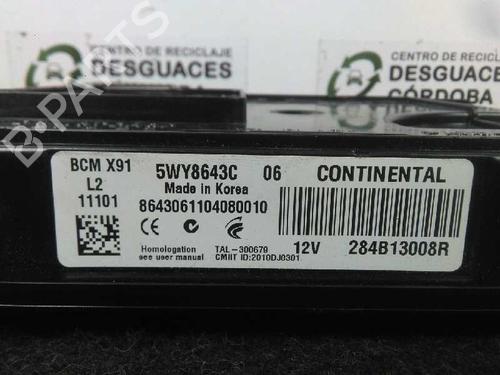 CENTRO DE RECICLAJE
DESGUACES
CÓRDOBA
CENTRO DE RECICLAJE
DESGUACES
CÓRDOBA
B-PARTS
BCM X91
L2
11101
5WY8643C 06 CONTINENTAL
Made in Korea
8643061104080010
Homologation
see user manual
TAL-300679
CMIIT ID:2010DJ0301
12V 284B13008R